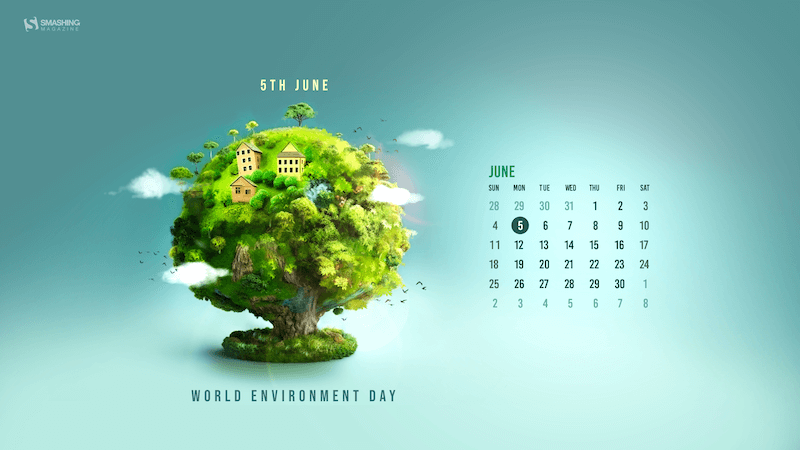 SMASHING
MAGAZINE
5TH JUNE
WORLD ENVIRONMENT DAY
JUNE
SUN MON TUE WED THU FRI SAT
28 29 30 31 1 2 3
4 5 6 7 8 9 10
11 12 13 14 15 16 17
18 19 20 21 22 23 24
25 26 27 28 29 30 1
2 3 4 5 6 7 8